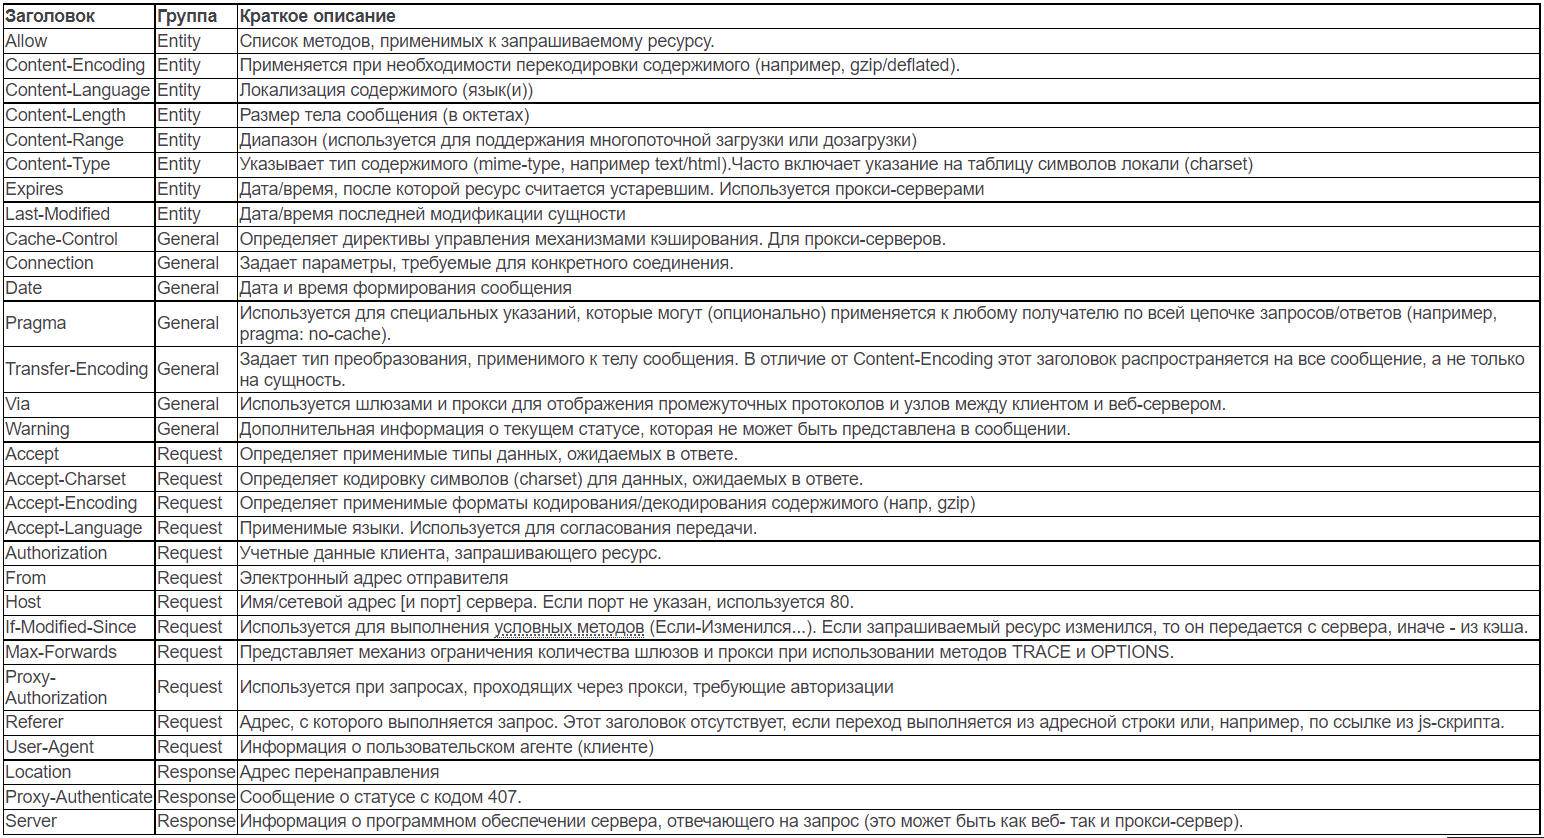 Заголовок Группа Краткое описание
Allow Entity Список методов, применимых к запрашиваемому ресурсу.
Content-Encoding Entity Применяется при необходимости перекодировки содержимого (например, gzip/deflated).
Content-Language Entity Локализация содержимого (язык(и))
Content-Length Entity Размер тела сообщения (в октетах)
Content-Range Entity Диапазон (используется для поддержания многопоточной загрузки или дозагрузки)
Content-Type Entity Указывает тип содержимого (mime-type, например text/html).Часто включает указание на таблицу символов локали (charset)
Expires Entity Дата/время, после которой ресурс считается устаревшим. Используется прокси-серверами
Last-Modified Entity Дата/время последней модификации сущности
Cache-Control General Определяет директивы управления механизмами кэширования. Для прокси-серверов.
Connection General Задает параметры, требуемые для конкретного соединения.
Date General Дата и время формирования сообщения
Pragma General Используется для специальных указаний, которые могут (опционально) применяется к любому получателю по всей цепочке запросов/ответов (например,
pragma: no-cache).
Transfer-Encoding General Задает тип преобразования, применимого к телу сообщения. В отличие от Content-Encoding этот заголовок распространяется на все сообщение, а не только
на сущность.
Via General Используется шлюзами и прокси для отображения промежуточных протоколов и узлов между клиентом и веб-сервером.
Warning General Дополнительная информация о текущем статусе, которая не может быть представлена в сообщении.
Accept Request Определяет применимые типы данных, ожидаемых в ответе.
Accept-Charset Request Определяет кодировку символов (charset) для данных, ожидаемых в ответе.
Accept-Encoding Request Определяет применимые форматы кодирования/декодирования содержимого (напр, gzip)
Accept-Language Request Применимые языки. Используется для согласования передачи.
Authorization Request Учетные данные клиента, запрашивающего ресурс.
From Request Электронный адрес отправителя
Host Request Имя/сетевой адрес [и порт] сервера. Если порт не указан, используется 80.
If-Modified-Since Request Используется для выполнения условных методов (Если-Изменился...). Если запрашиваемый ресурс изменился, то он передается с сервера, иначе - из кэша.
Max-Forwards Request Представляет механиз ограничения количества шлюзов и прокси при использовании методов TRACE и OPTIONS.
Proxy-
Authorization Request Используется при запросах, проходящих через прокси, требующие авторизации
Referer Request Адрес, с которого выполняется запрос. Этот заголовок отсутствует, если переход выполняется из адресной строки или, например, по ссылке из js-скрипта.
User-Agent Request Информация о пользовательском агенте (клиенте)
Location Response Адрес перенаправления
Proxy-Authenticate Response Сообщение о статусе с кодом 407.
Server Response Информация о программном обеспечении сервера, отвечающего на запрос (это может быть как веб- так и прокси-сервер).